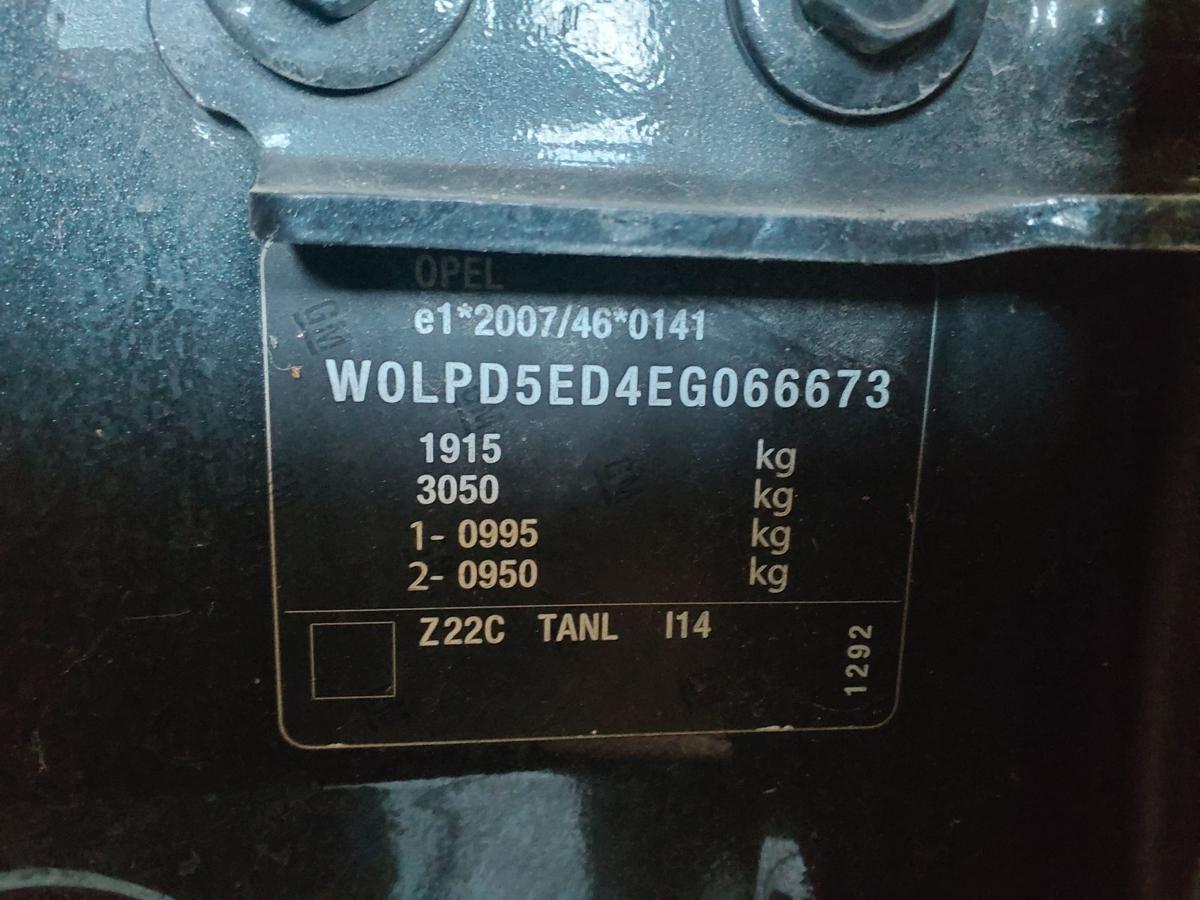 OPEL
e1*2007/46*0141
GM
W0LPD5ED4EG066673
1915 kg
3050 kg
1- 0995 kg
2- 0950 kg
Z22C TANL I14
1292